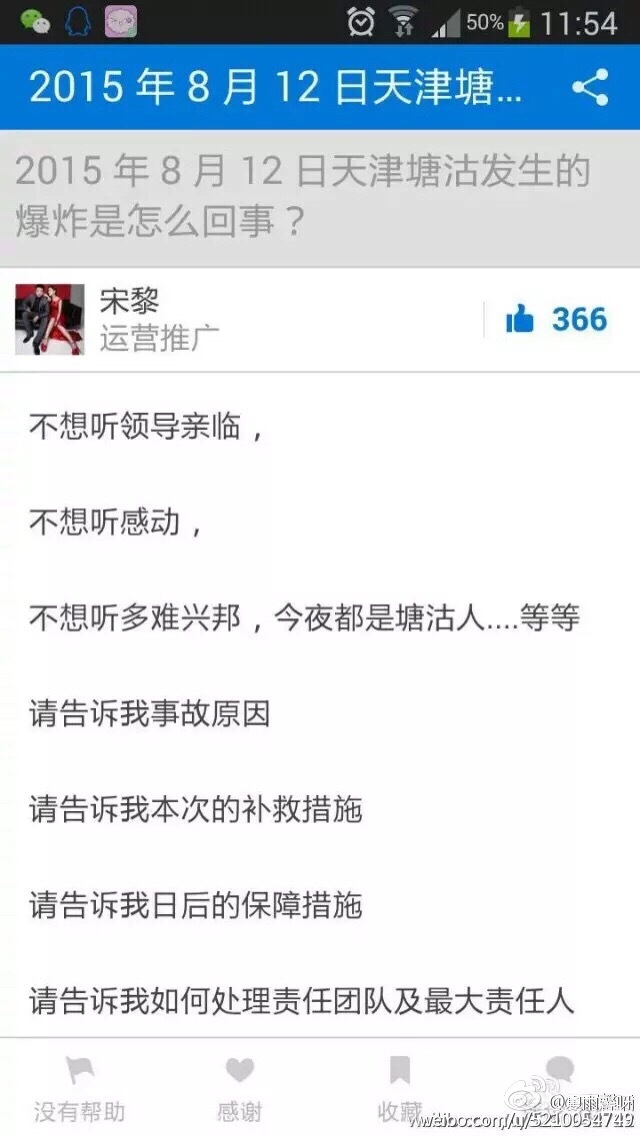 50% 11:54
2015 年 8 月 12 日天津塘...
2015 年 8 月 12 日天津塘沽发生的
爆炸是怎么回事？
宋黎
运营推广
366
不想听领导亲临，
不想听感动，
不想听多难兴邦，今夜都是塘沽人....等等
请告诉我事故原因
请告诉我本次的补救措施
请告诉我日后的保障措施
请告诉我如何处理责任团队及最大责任人
没有帮助
感谢
收藏
weibo.com/u/5210954749